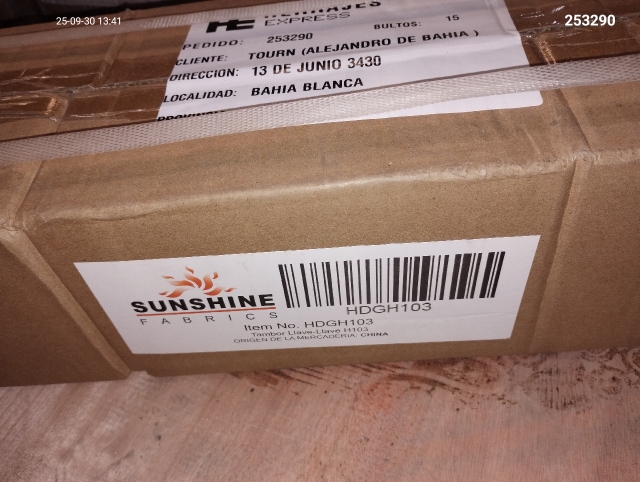 25-09-30 13:41
253290
HERRAJES
EXPRESS
BULTOS: 15
PEDIDO: 253290
CLIENTE: TOURN (ALEJANDRO DE BAHIA )
DIRECCION: 13 DE JUNIO 3430
LOCALIDAD: BAHIA BLANCA
SUNSHINE
FABRICS
HDGH103
Item No. HDGH103
Tambor Llave-Llave H103
ORIGEN DE LA MERCADERIA: CHINA